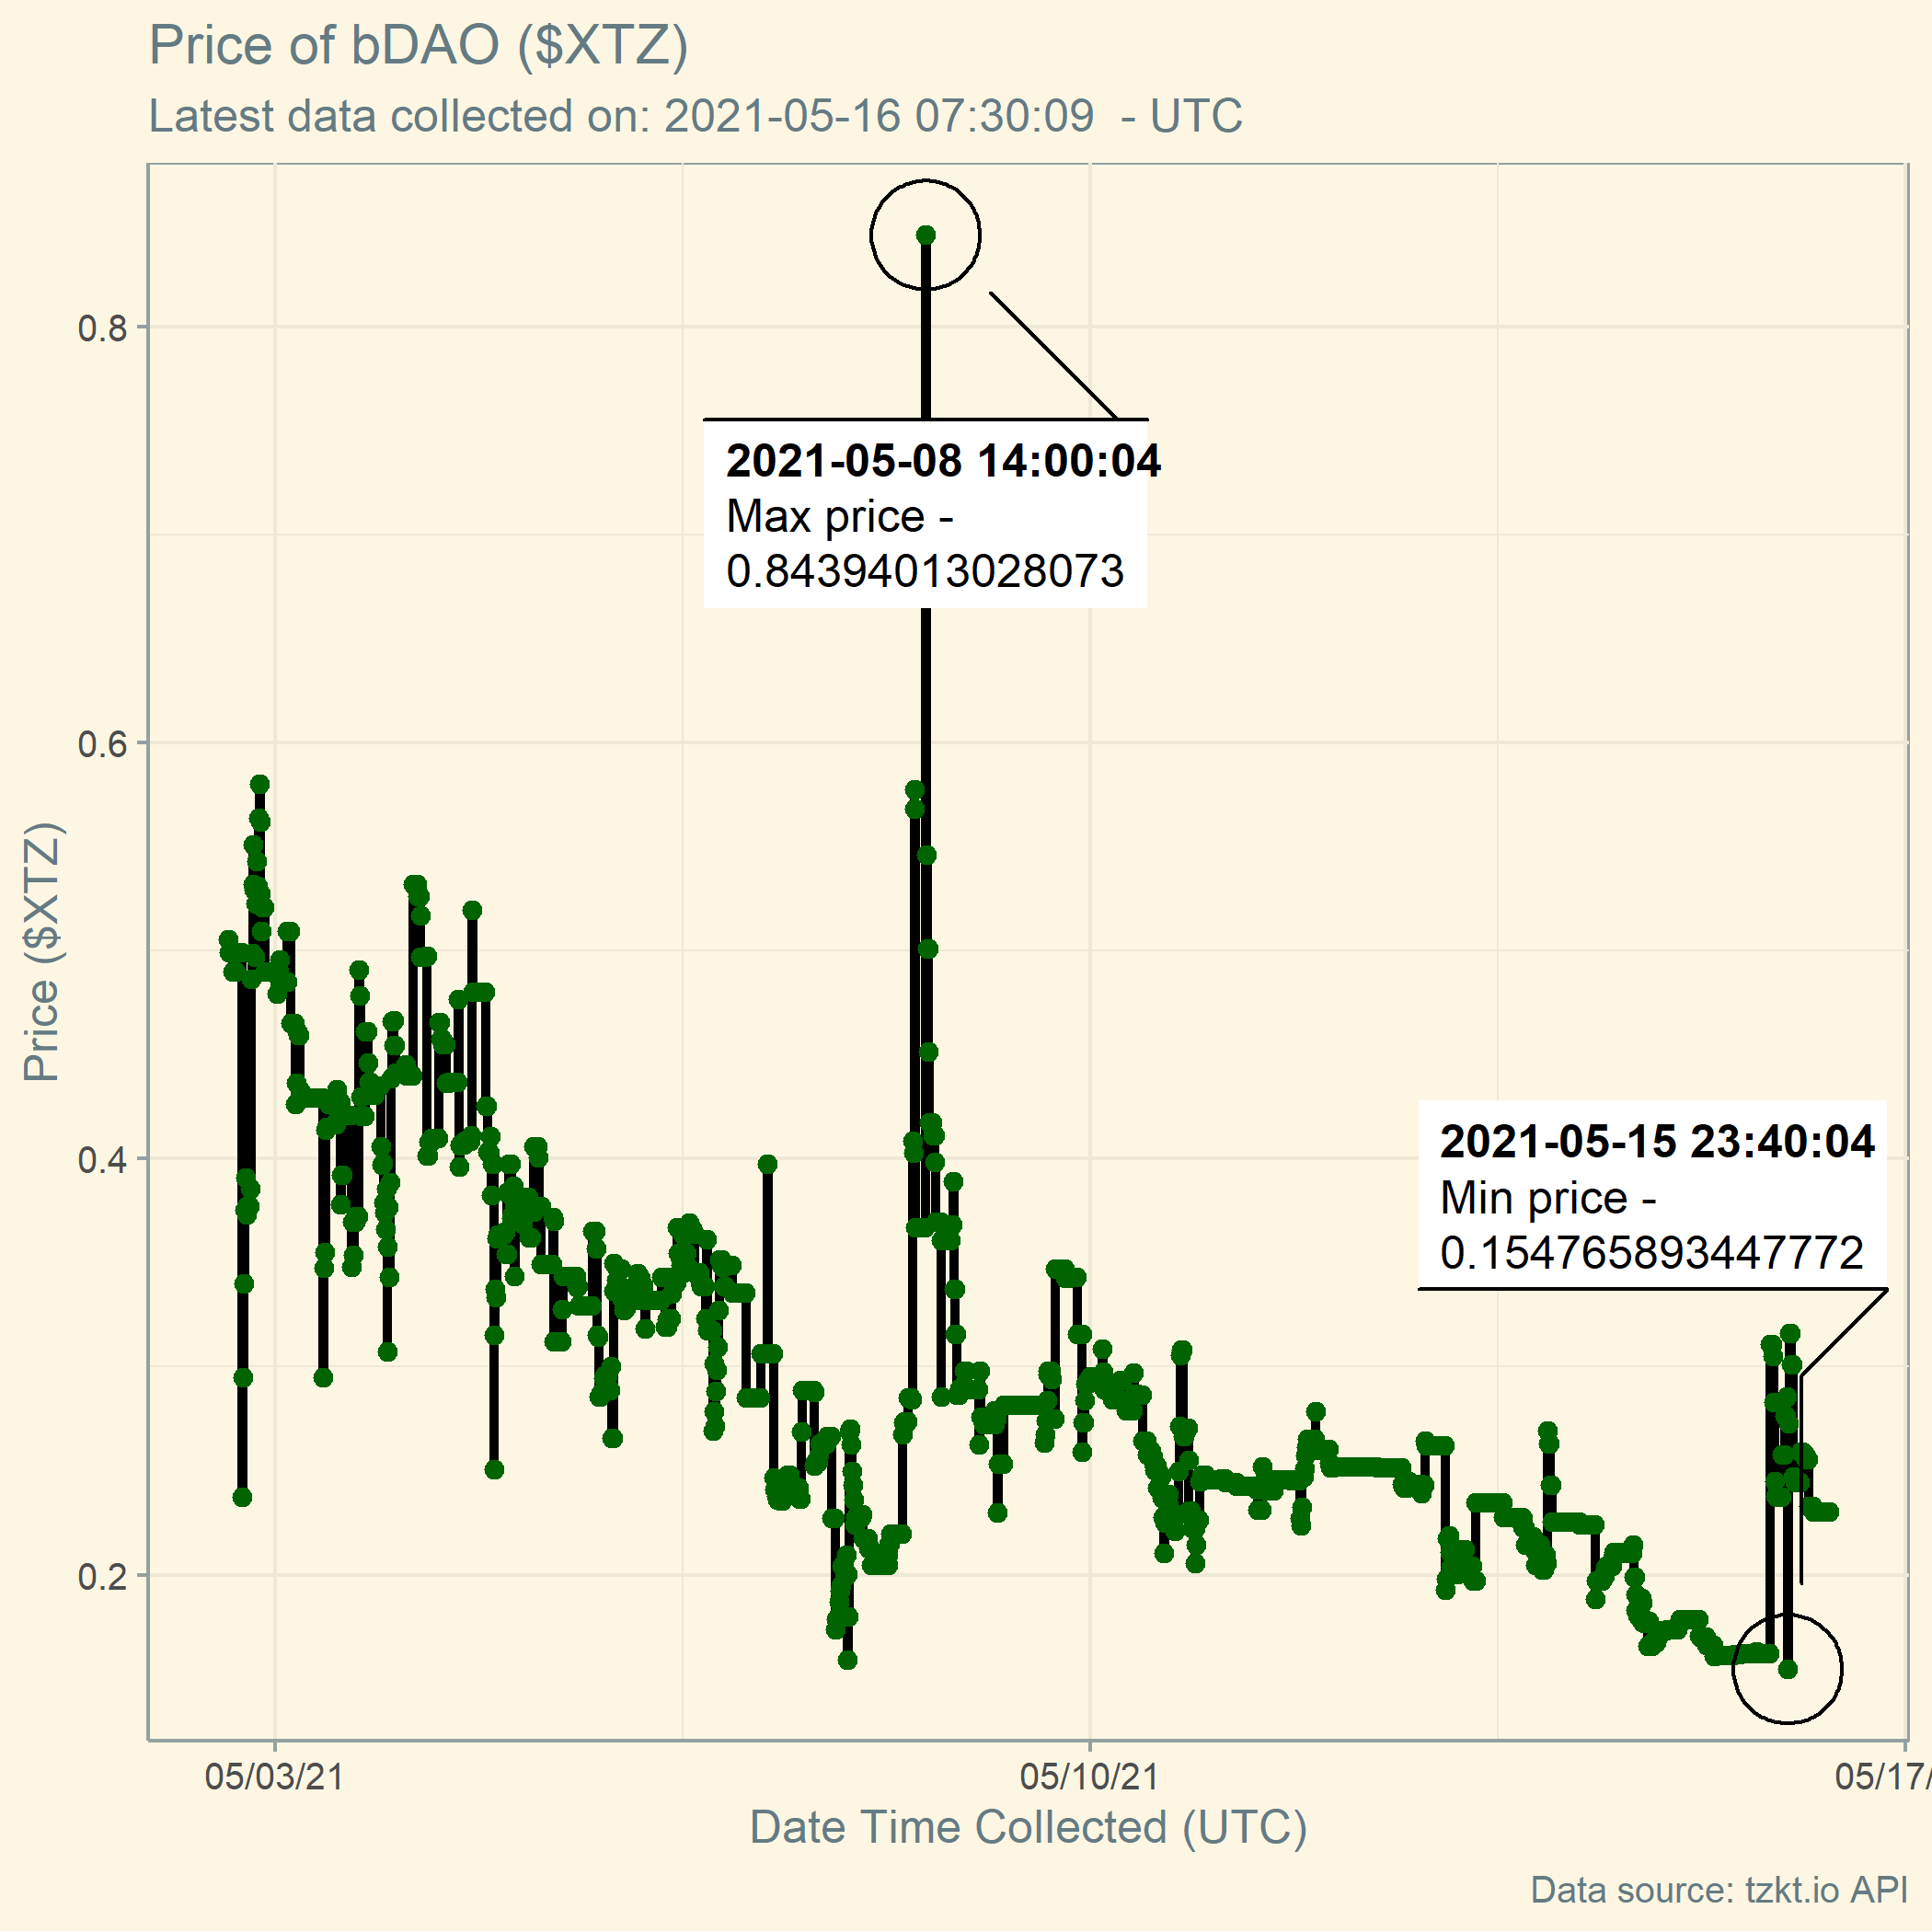 Price of bDAO ($XTZ)
Latest data collected on: 2021-05-16 07:30:09  - UTC
2021-05-08 14:00:04
Max price -
0.84394013028073
2021-05-15 23:40:04
Min price -
0.154765893447772
Price ($XTZ)
0.8
0.6
0.4
0.2
05/03/21
05/10/21
05/17/
Date Time Collected (UTC)
Data source: tzkt.io API